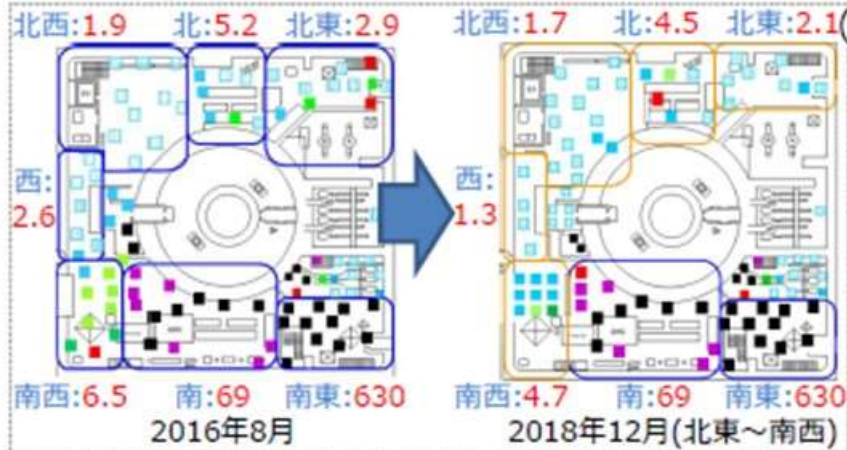 北西:1.9 北:5.2 北東:2.9
北西:1.7 北:4.5 北東:2.1(
西:
2.6
西:
1.3
南西:6.5 南:69 南東:630
南西:4.7 南:69 南東:630
2016年8月
2018年12月(北東～南西)